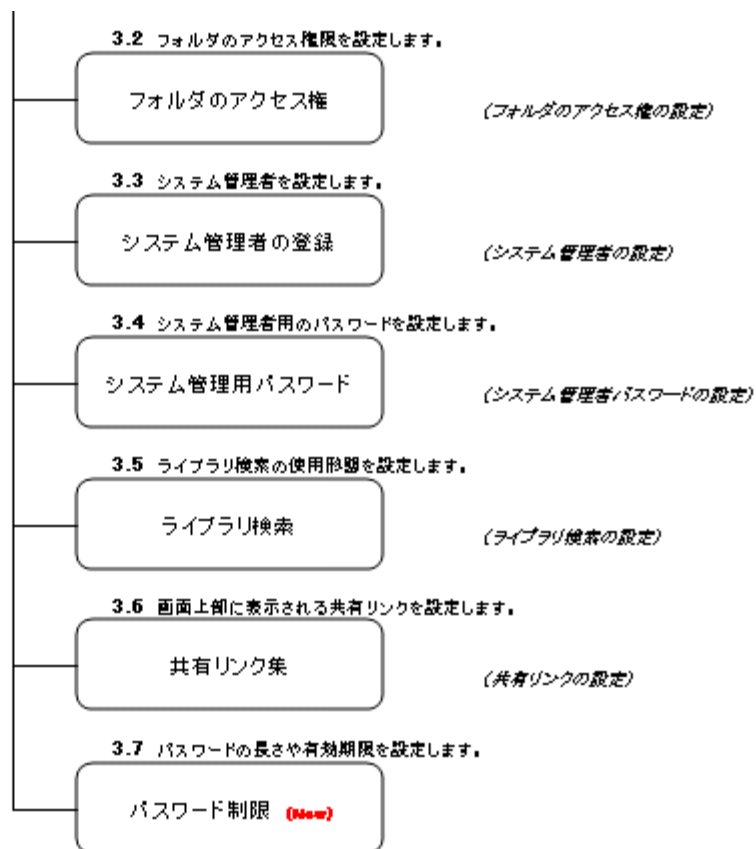 3.2 フォルダのアクセス権限を設定します。
フォルダのアクセス権
(フォルダのアクセス権の設定)
3.3 システム管理者を設定します。
システム管理者の登録
(システム管理者の設定)
3.4 システム管理者用のパスワードを設定します。
システム管理用パスワード
(システム管理者パスワードの設定)
3.5 ライブラリ検索の使用形態を設定します。
ライブラリ検索
(ライブラリ検索の設定)
3.6 画面上部に表示される共有リンクを設定します。
共有リンク集
(共有リンクの設定)
3.7 パスワードの長さや有効期限を設定します。
パスワード制限 (New)